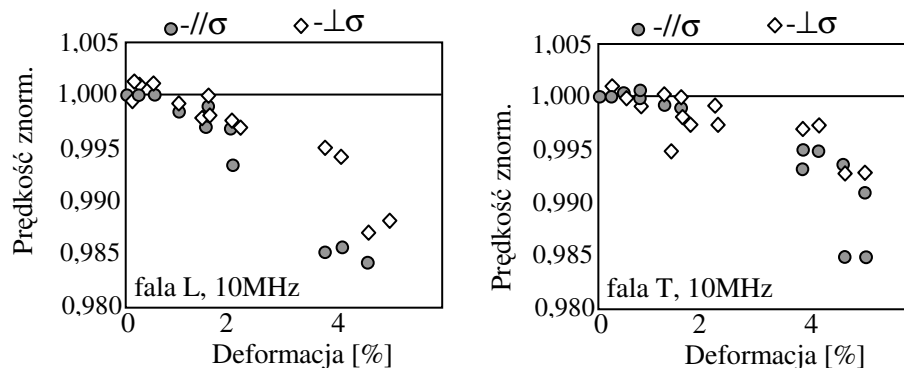 -//σ -⊥σ
1,005
1,000
0,995
0,990
0,985
0,980
Prędkość znorm.
fala L, 10MHz
0 2 4
Deformacja [%]
-//σ -⊥σ
1,005
1,000
0,995
0,990
0,985
0,980
Prędkość znorm.
fala T, 10MHz
0 2 4
Deformacja [%]